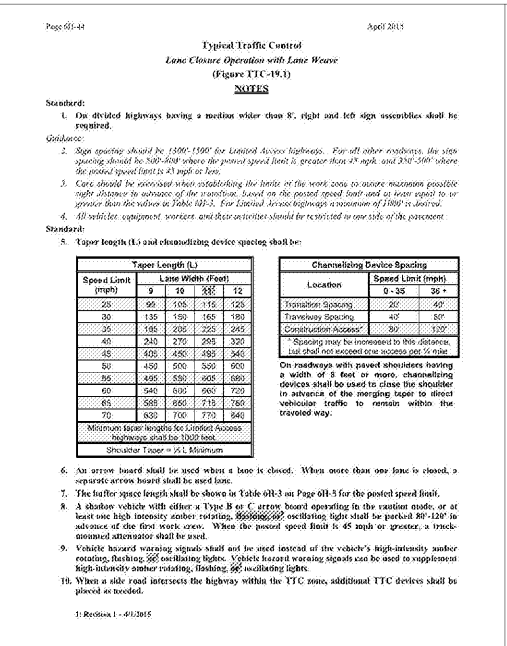 Page 6H-44 April 2015
Typical Traffic Control
Lane Closure Operation with Lane Weave
(Figure TTC-19.1)
NOTES
Standard:
1. On divided highways having a median wider than 8', right and left sign assemblies shall be
required.
Guidance:
2. Sign spacing should be 1300'-1500' for Limited Access highways. For all other roadways, the sign
spacing should be 500'-800' where the posted speed limit is greater than 45 mph, and 350'-500' where
the posted speed limit is 45 mph or less.
3. Care should be exercised when establishing the limits of the work zone to insure maximum possible
sight distance in advance of the transition, based on the posted speed limit and at least equal to or
greater than the values in Table 6H-3. For Limited Access highways a minimum of 1000' is desired.
4. All vehicles, equipment, workers, and their activities should be restricted to one side of the pavement.
Standard:
5. Taper length (L) and channelizing device spacing shall be:
Taper Length (L)
Speed Limit (mph) Lane Width (Feet)
9 10 11 12
25 95 105 115 125
30 135 150 165 180
35 185 205 225 245
40 240 270 295 320
45 405 450 495 540
50 450 500 550 600
55 495 550 605 660
60 540 600 660 720
65 585 650 715 780
70 630 700 770 840
Minimum taper lengths for Limited Access
highways shall be 1000 feet.
Shoulder Taper = ⅓ L Minimum
Channelizing Device Spacing
Location Speed Limit (mph)
0 - 35 36 +
Transition Spacing 20' 40'
Travelway Spacing 40' 80'
Construction Access* 80' 120'
* Spacing may be increased to this distance,
but shall not exceed one access per ¼ mile.
On roadways with paved shoulders having
a width of 8 feet or more, channelizing
devices shall be used to close the shoulder
in advance of the merging taper to direct
vehicular traffic to remain within the
traveled way.
6. An arrow board shall be used when a lane is closed. When more than one lane is closed, a
separate arrow board shall be used lane.
7. The buffer space length shall be shown in Table 6H-3 on Page 6H-5 for the posted speed limit.
8. A shadow vehicle with either a Type B or C arrow board operating in the caution mode, or at
least one high intensity amber rotating, flashing, or oscillating light shall be parked 80'-120' in
advance of the first work crew. When the posted speed limit is 45 mph or greater, a truck-
mounted attenuator shall be used.
9. Vehicle hazard warning signals shall not be used instead of the vehicle's high-intensity amber
rotating, flashing, or oscillating lights. Vehicle hazard warning signals can be used to supplement
high-intensity amber rotating, flashing, or oscillating lights.
10. When a side road intersects the highway within the TTC zone, additional TTC devices shall be
placed as needed.
1: Revision 1 - 4/1/2015